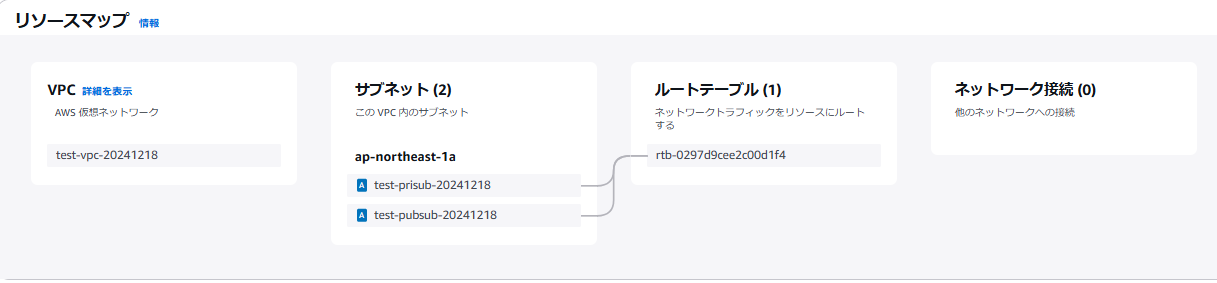 リソースマップ 情報
VPC 詳細を表示
AWS 仮想ネットワーク
test-vpc-20241218
サブネット (2)
この VPC 内のサブネット
ap-northeast-1a
A test-prisub-20241218
A test-pubsub-20241218
ルートテーブル (1)
ネットワークトラフィックをリソースにルート
する
rtb-0297d9cee2c00d1f4
ネットワーク接続 (0)
他のネットワークへの接続